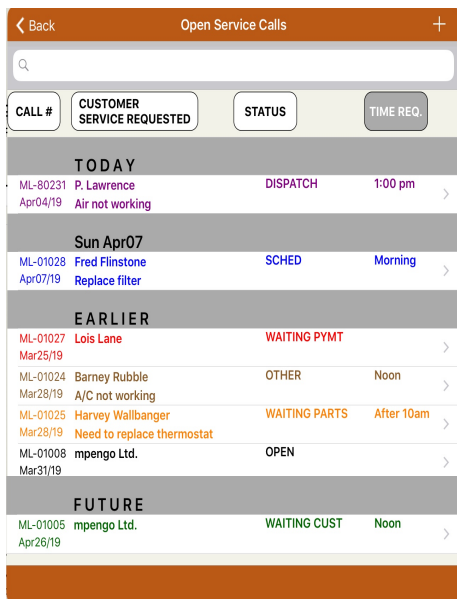 Back
Open Service Calls
CALL #
CUSTOMER
SERVICE REQUESTED
STATUS
TIME REQ.
TODAY
ML-80231 P. Lawrence DISPATCH 1:00 pm
Apr04/19 Air not working
Sun Apr07
ML-01028 Fred Flinstone SCHED Morning
Apr07/19 Replace filter
EARLIER
ML-01027 Lois Lane WAITING PYMT
Mar25/19
ML-01024 Barney Rubble OTHER Noon
Mar28/19 A/C not working
ML-01025 Harvey Wallbanger WAITING PARTS After 10am
Mar28/19 Need to replace thermostat
ML-01008 mpengo Ltd. OPEN
Mar31/19
FUTURE
ML-01005 mpengo Ltd. WAITING CUST Noon
Apr26/19